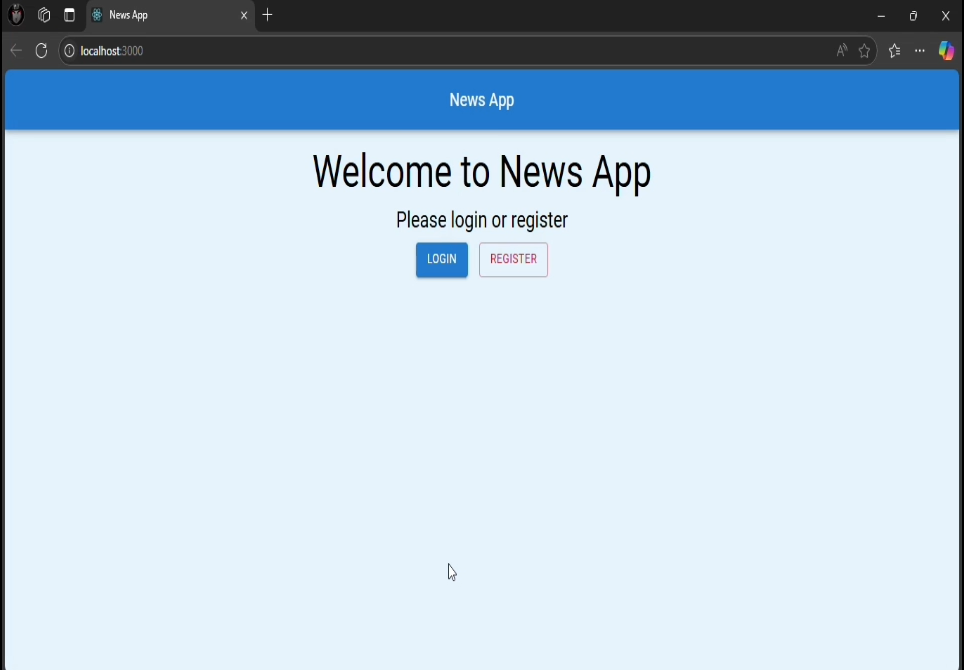 News App
localhost:3000
News App
Welcome to News App
Please login or register
LOGIN REGISTER